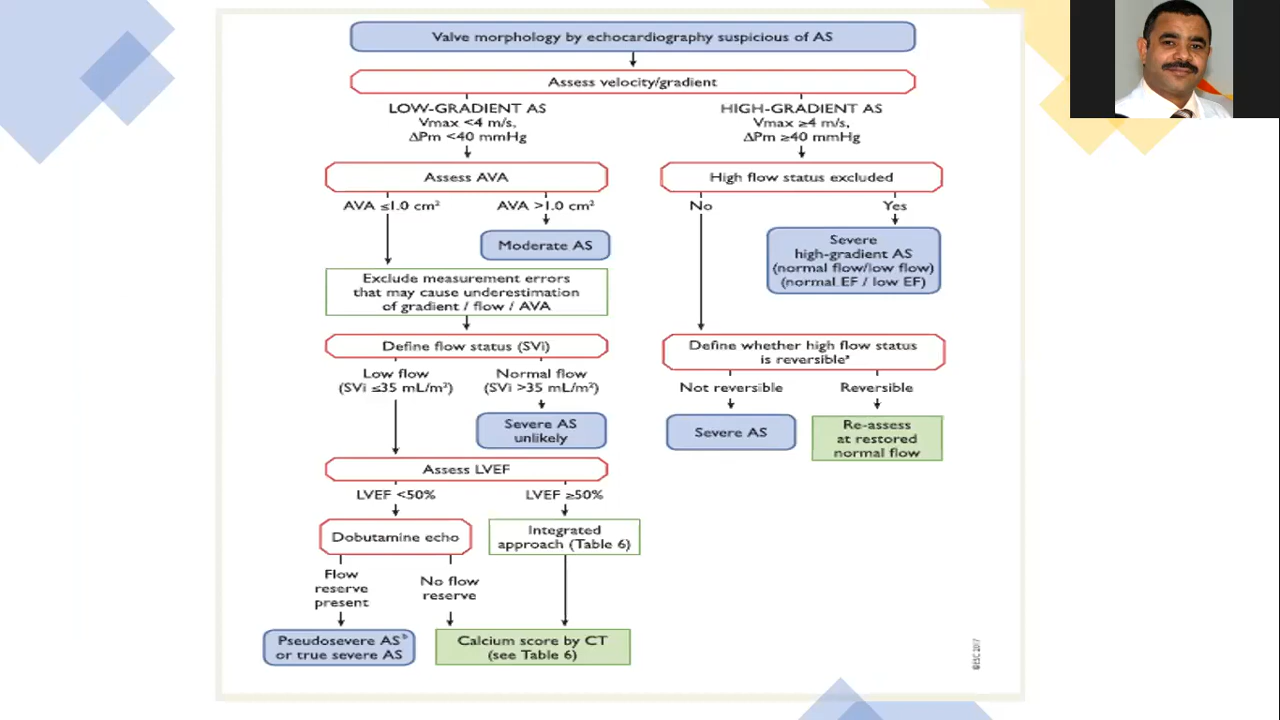 Valve morphology by echocardiography suspicious of AS
Assess velocity/gradient
LOW-GRADIENT AS
Vmax <4 m/s,
ΔPm <40 mmHg
HIGH-GRADIENT AS
Vmax ≥4 m/s,
ΔPm ≥40 mmHg
Assess AVA
High flow status excluded
AVA ≤1.0 cm²
AVA >1.0 cm²
No
Yes
Moderate AS
Severe
high-gradient AS
(normal flow/low flow)
(normal EF / low EF)
Exclude measurement errors
that may cause underestimation
of gradient / flow / AVA
Define flow status (SVi)
Define whether high flow status
is reversibleᵃ
Low flow
(SVi ≤35 mL/m²)
Normal flow
(SVi >35 mL/m²)
Not reversible
Reversible
Severe AS
unlikely
Severe AS
Re-assess
at restored
normal flow
Assess LVEF
LVEF <50%
LVEF ≥50%
Dobutamine echo
Integrated
approach (Table 6)
Flow
reserve
present
No flow
reserve
Pseudosevere ASᵇ
or true severe AS
Calcium score by CT
(see Table 6)
©ESC 2017